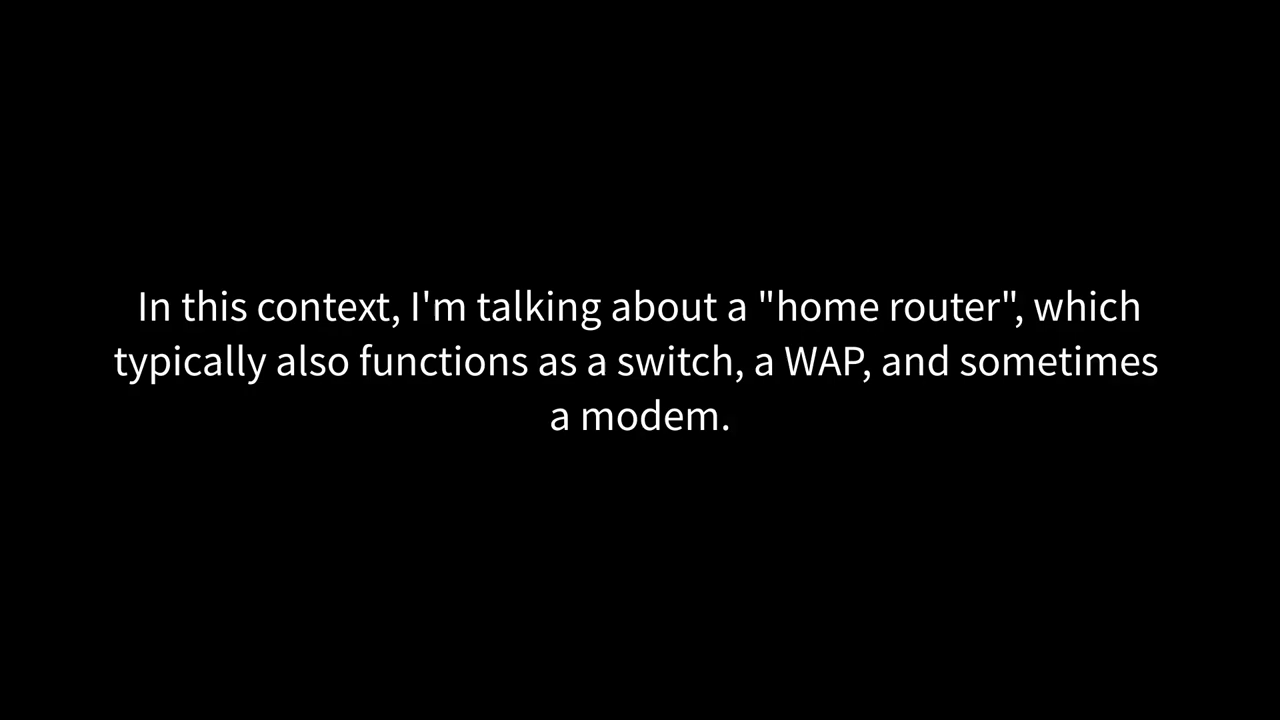 In this context, I'm talking about a "home router", which
typically also functions as a switch, a WAP, and sometimes
a modem.